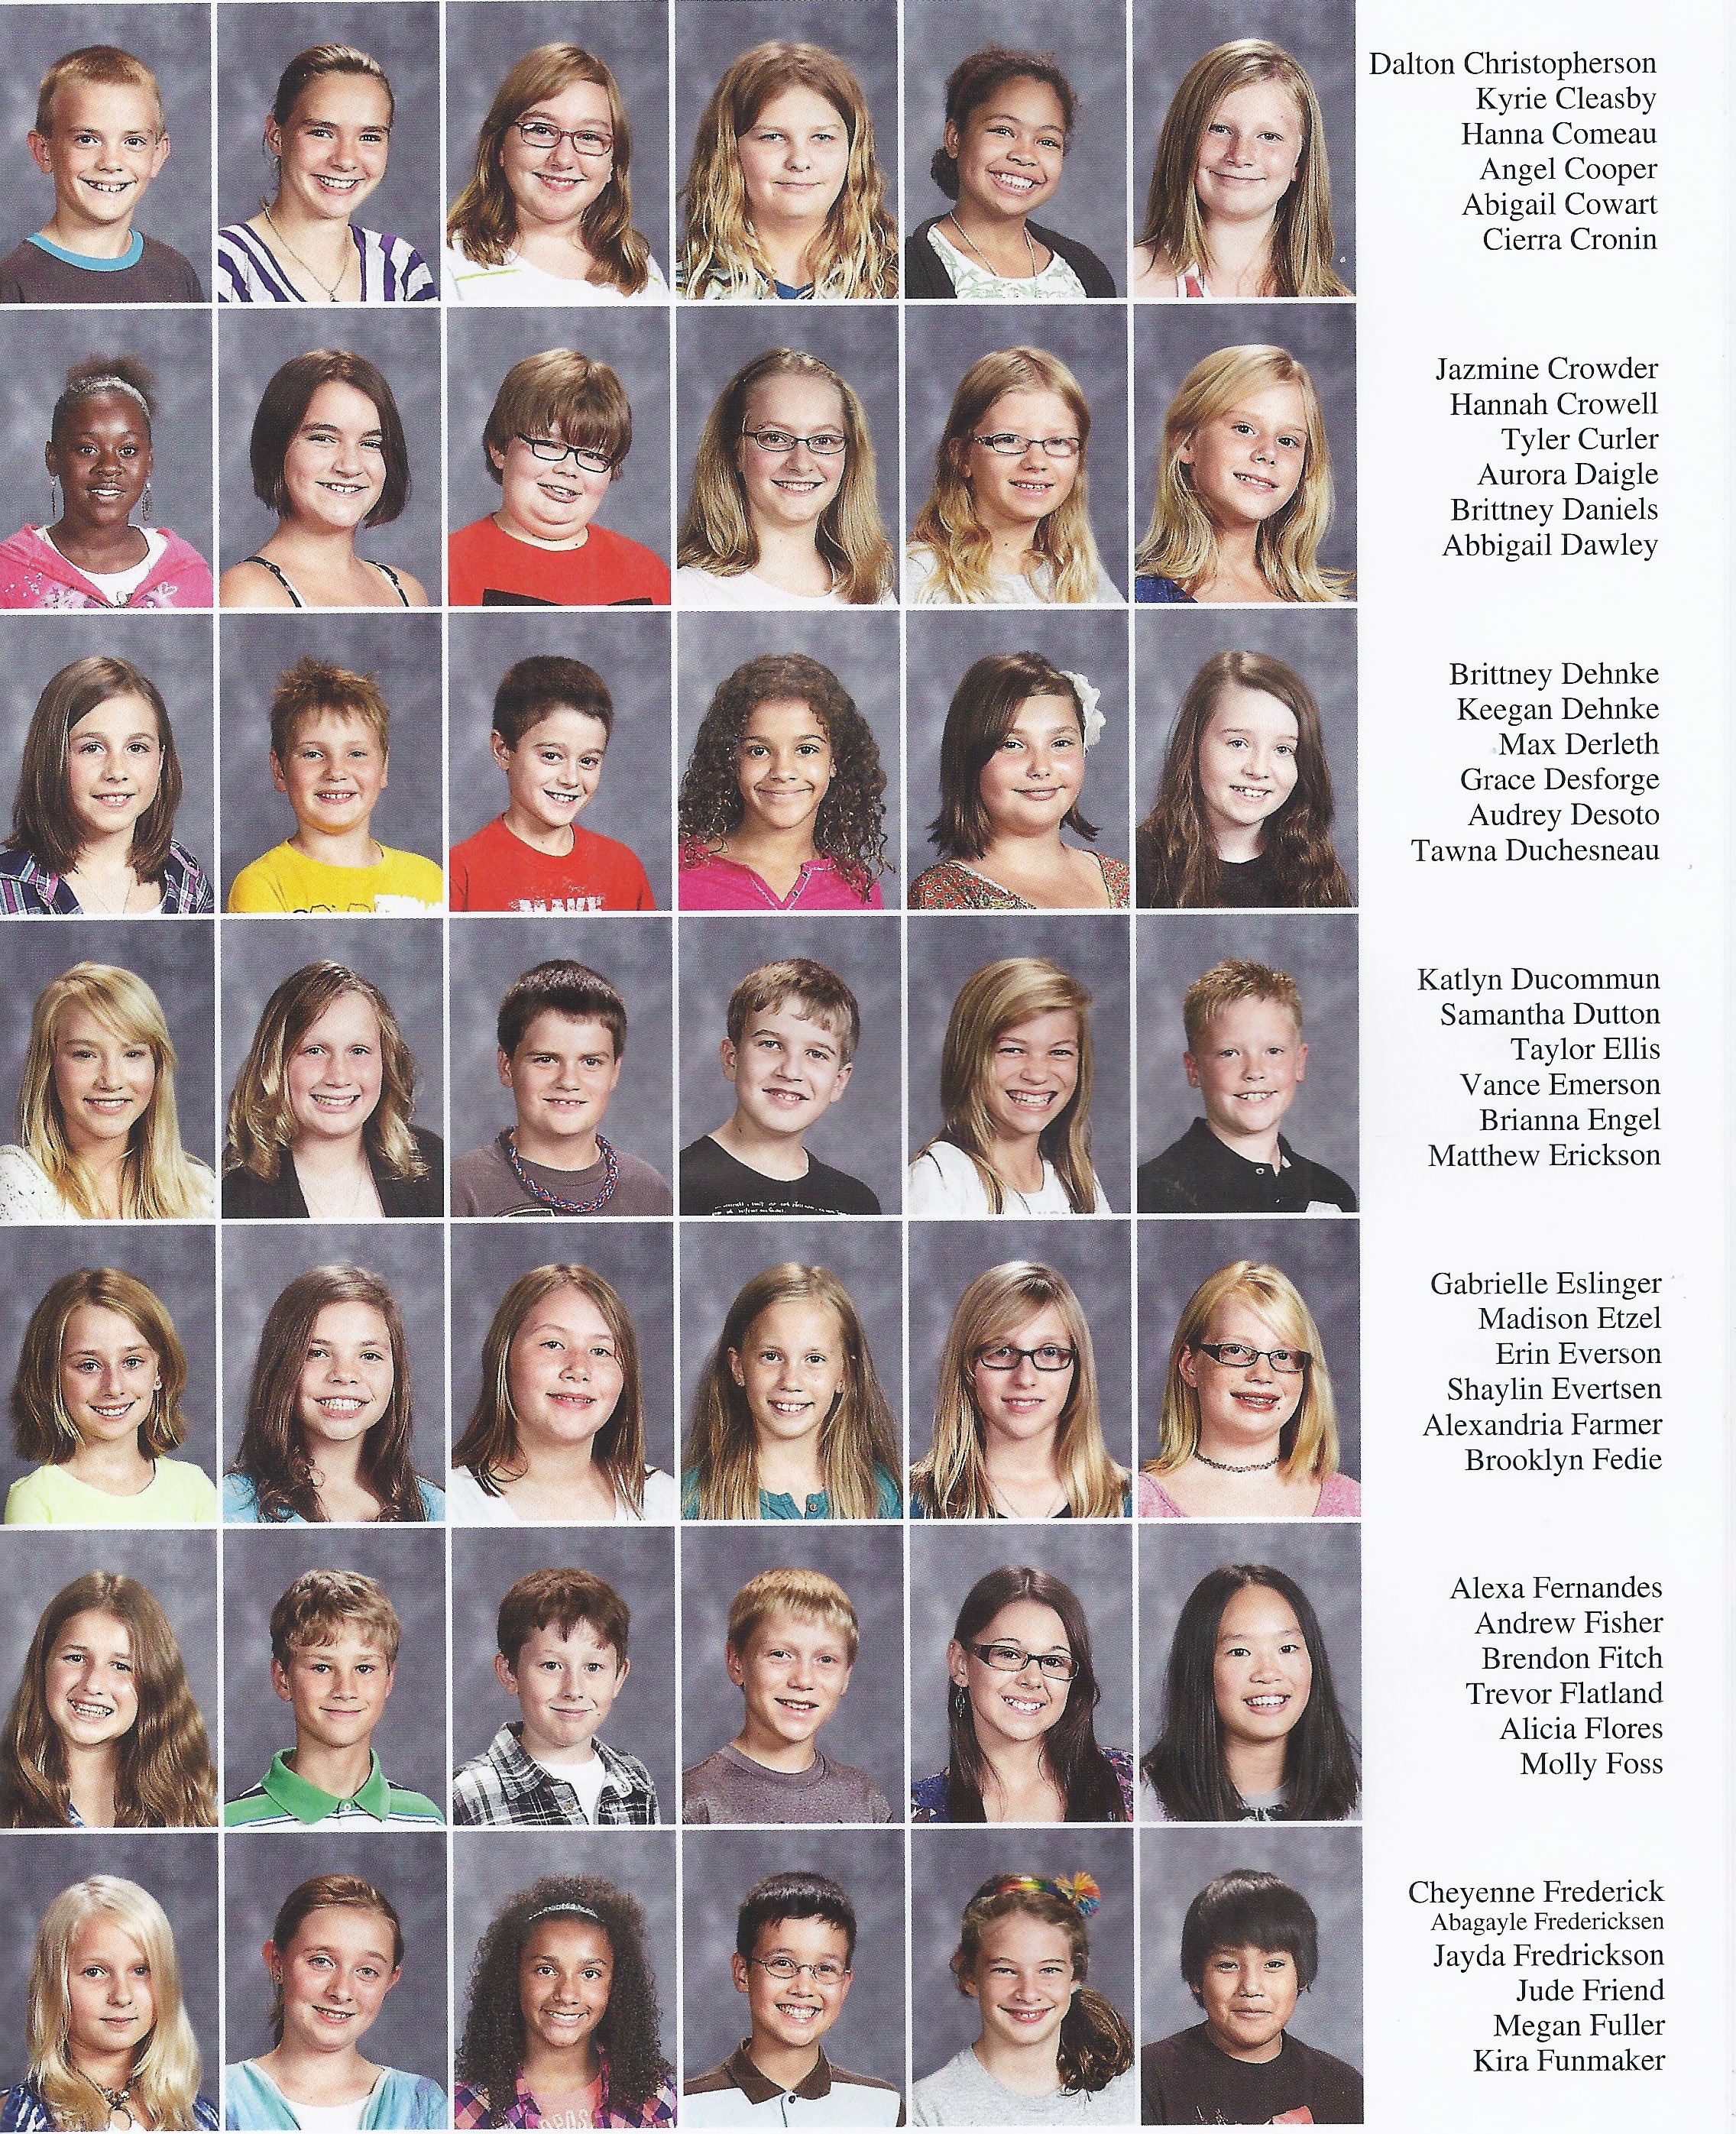 Dalton Christopherson
Kyrie Cleasby
Hanna Comeau
Angel Cooper
Abigail Cowart
Cierra Cronin
Jazmine Crowder
Hannah Crowell
Tyler Curler
Aurora Daigle
Brittney Daniels
Abbigail Dawley
Brittney Dehnke
Keegan Dehnke
Max Derleth
Grace Desforge
Audrey Desoto
Tawna Duchesneau
Katlyn Ducommun
Samantha Dutton
Taylor Ellis
Vance Emerson
Brianna Engel
Matthew Erickson
Gabrielle Eslinger
Madison Etzel
Erin Everson
Shaylin Evertsen
Alexandria Farmer
Brooklyn Fedie
Alexa Fernandes
Andrew Fisher
Brendon Fitch
Trevor Flatland
Alicia Flores
Molly Foss
Cheyenne Frederick
Abagayle Fredericksen
Jayda Fredrickson
Jude Friend
Megan Fuller
Kira Funmaker